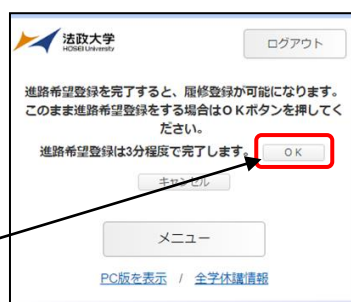 法政大学
HOSEI University
ログアウト
進路希望登録を完了すると、履修登録が可能になります。
このまま進路希望登録をする場合はＯＫボタンを押してく
ださい。
進路希望登録は3分程度で完了します。 ＯＫ
キャンセル
メニュー
PC版を表示 / 全学休講情報